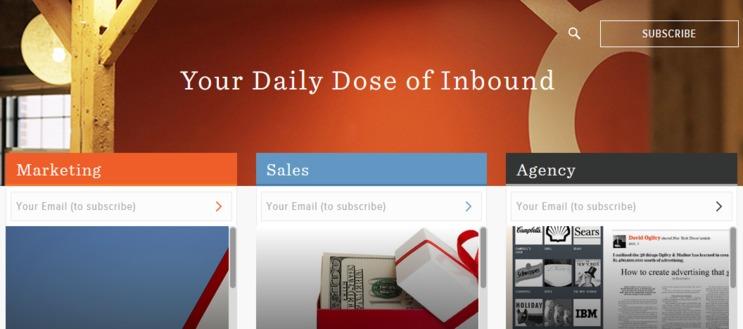 SUBSCRIBE
Your Daily Dose of Inbound
Marketing
Sales
Agency
Your Email (to subscribe)
Your Email (to subscribe)
Your Email (to subscribe)
Campbell's
Sears
David Ogilvy
How to create advertising that
Schweppes
HOLIDAY
IBM